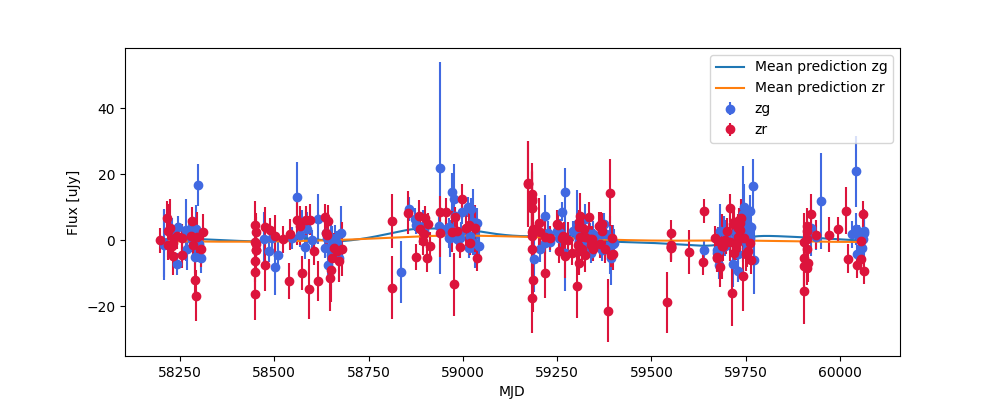 Mean prediction zg
Mean prediction zr
zg
zr
Flux [uJy]
40
20
0
−20
58250 58500 58750 59000 59250 59500 59750 60000
MJD